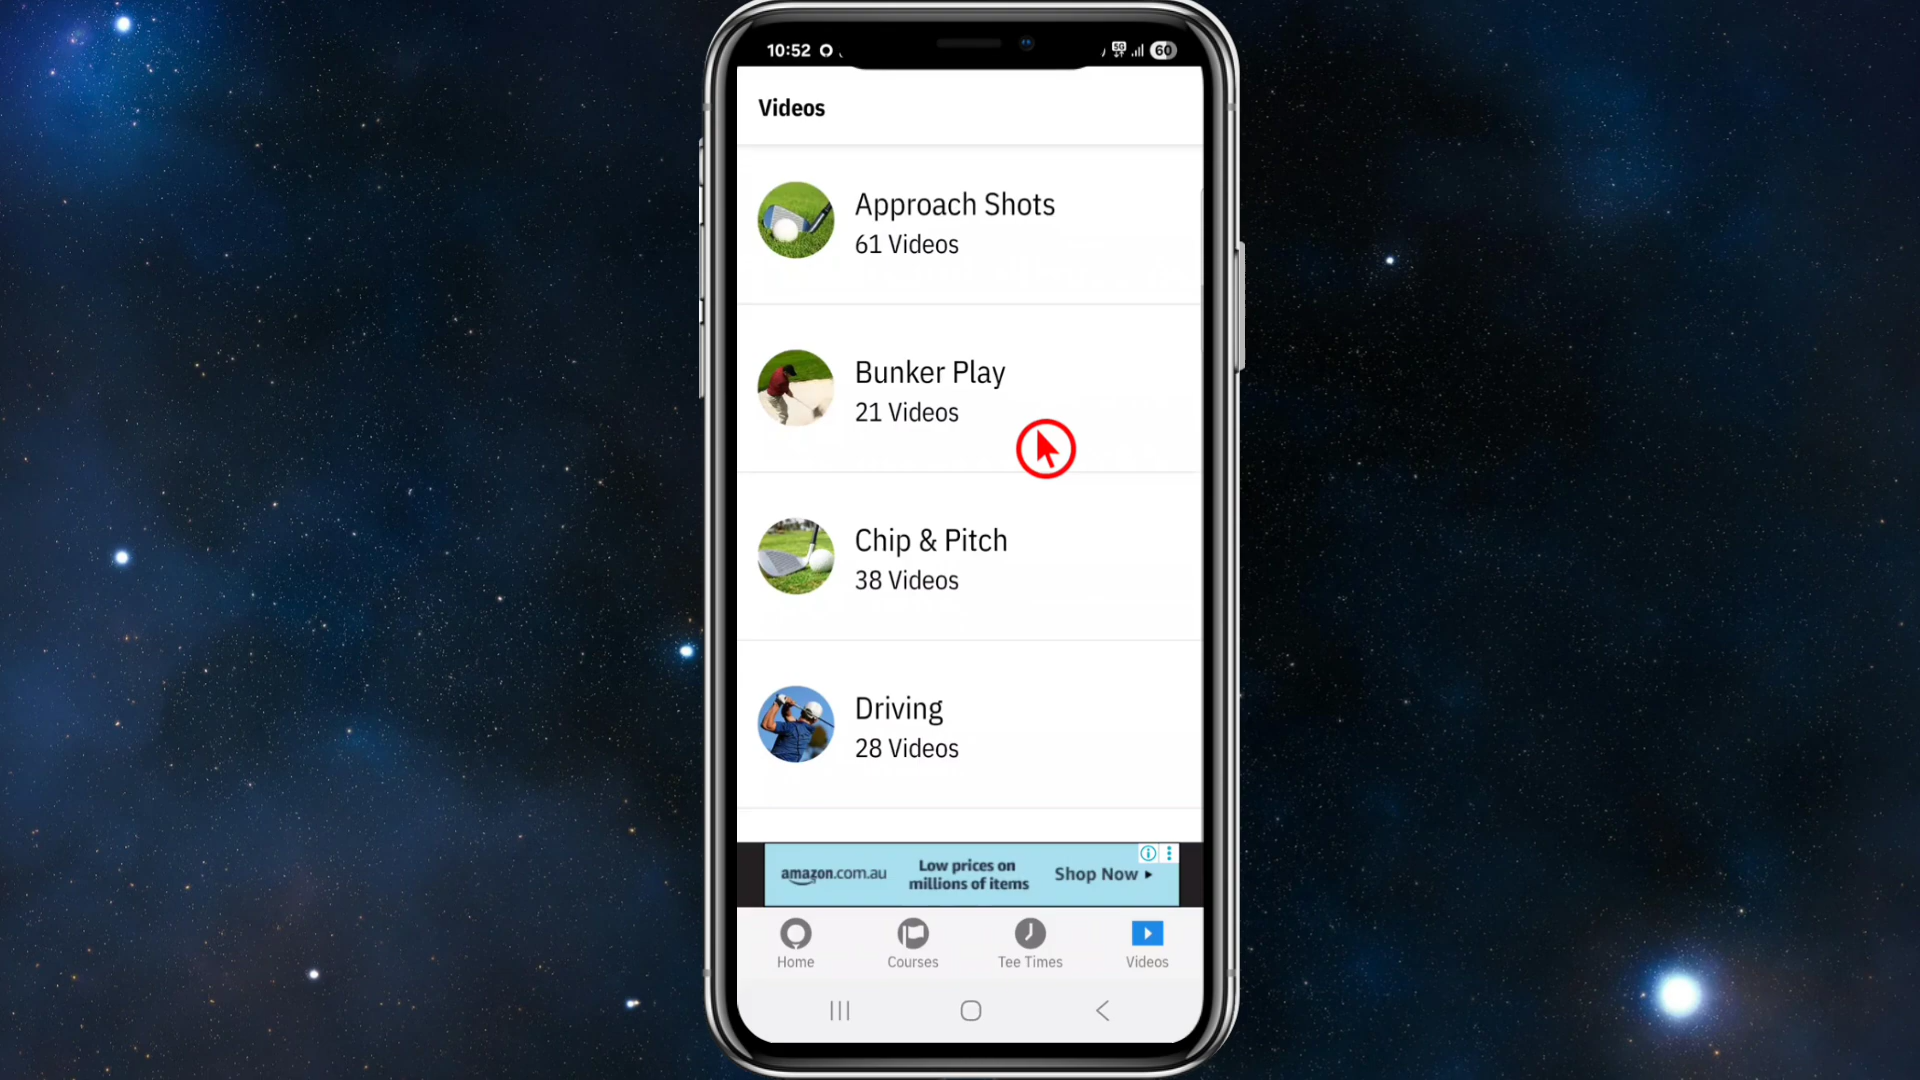 10:52
5G
60
Videos
Approach Shots
61 Videos
Bunker Play
21 Videos
Chip & Pitch
38 Videos
Driving
28 Videos
amazon.com.au
Low prices on
millions of items
Shop Now
Home
Courses
Tee Times
Videos